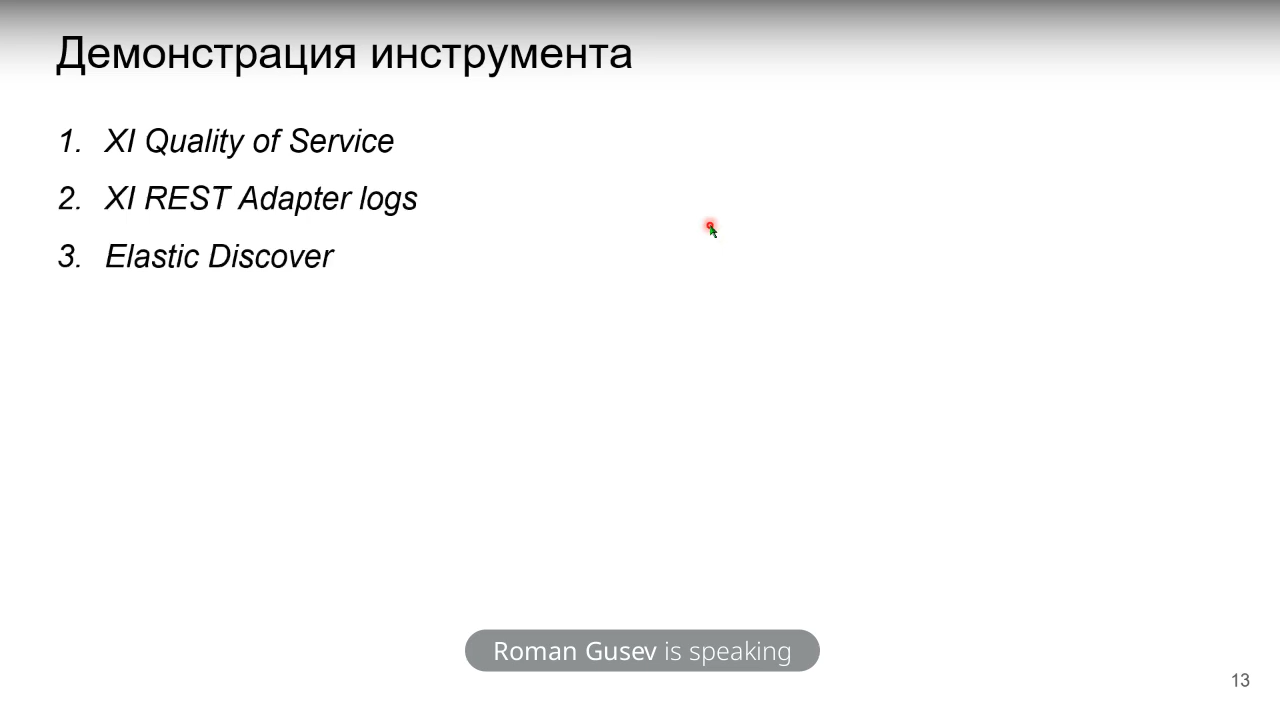 Демонстрация инструмента
1. XI Quality of Service
2. XI REST Adapter logs
3. Elastic Discover
Roman Gusev is speaking
13